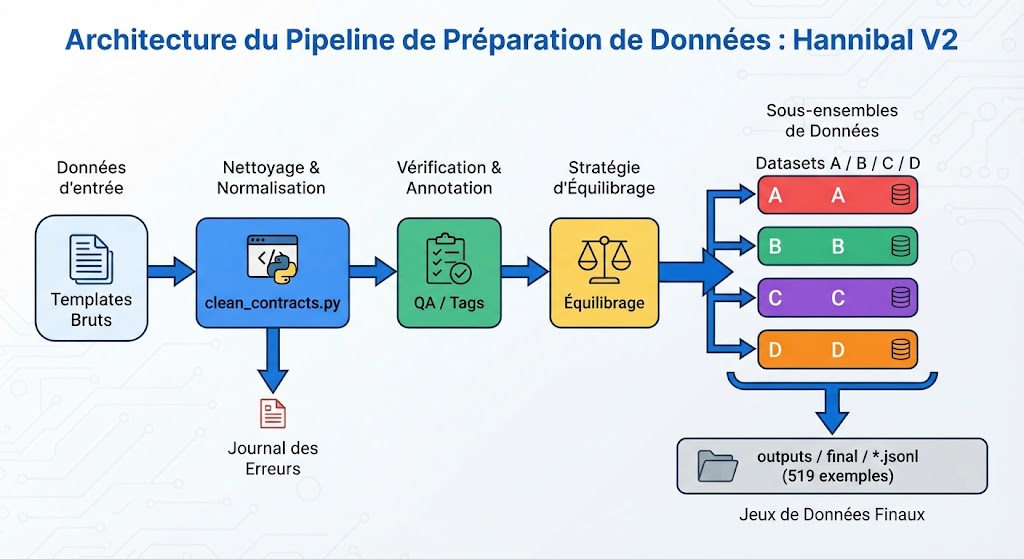 Architecture du Pipeline de Préparation de Données : Hannibal V2
Données
d'entrée
Templates
Bruts
Nettoyage &
Normalisation
</>
clean_contracts.py
Journal des
Erreurs
Vérification &
Annotation
QA / Tags
Stratégie
d'Équilibrage
Équilibrage
Sous-ensembles
de Données
Datasets A / B / C / D
A A
B B
C C
D D
outputs / final / *.jsonl
(519 exemples)
Jeux de Données Finaux